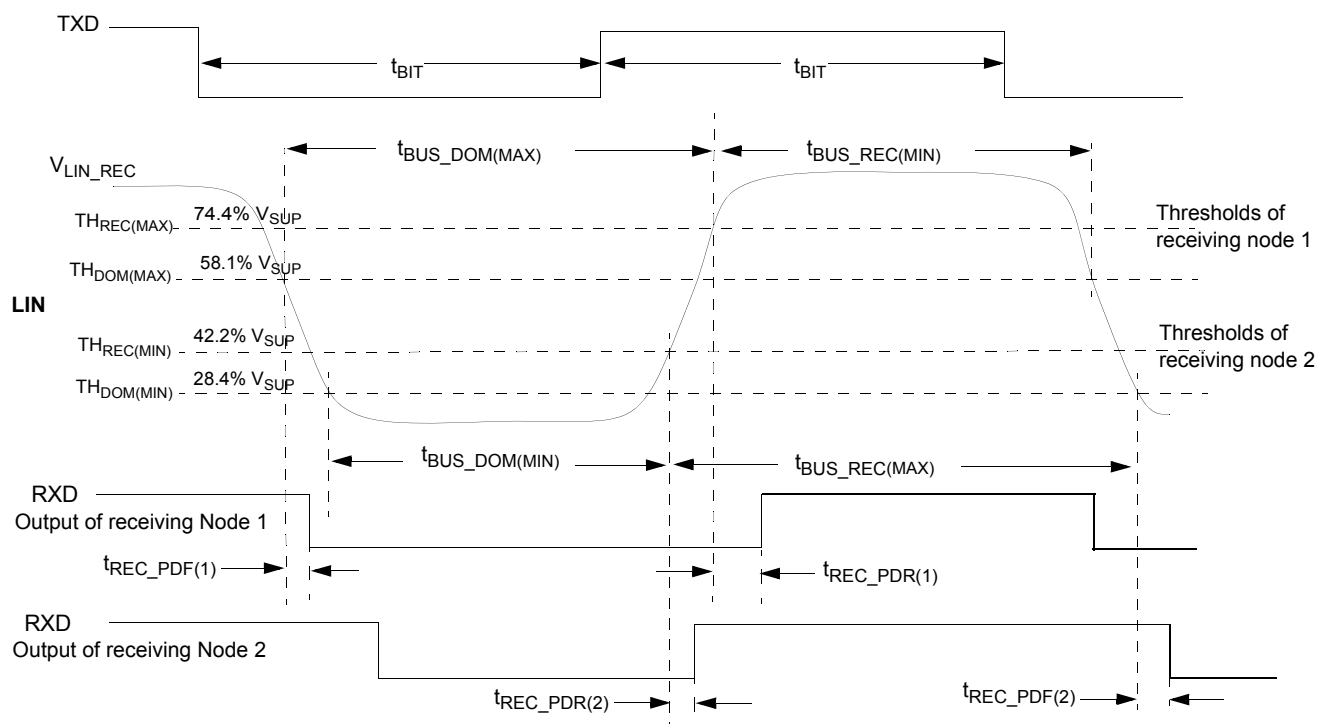 TXD
tBIT
tBIT
tBUS_DOM(MAX)
tBUS_REC(MIN)
VLIN_REC
THREC(MAX) 74.4% VSUP
Thresholds of
receiving node 1
THDOM(MAX) 58.1% VSUP
LIN
THREC(MIN) 42.2% VSUP
Thresholds of
receiving node 2
THDOM(MIN) 28.4% VSUP
tBUS_DOM(MIN)
tBUS_REC(MAX)
RXD
Output of receiving Node 1
tREC_PDF(1)
tREC_PDR(1)
RXD
Output of receiving Node 2
tREC_PDR(2)
tREC_PDF(2)